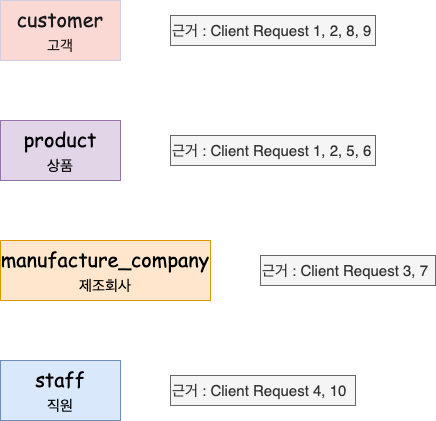 customer
고객
근거 : Client Request 1, 2, 8, 9
product
상품
근거 : Client Request 1, 2, 5, 6
manufacture_company
제조회사
근거 : Client Request 3, 7
staff
직원
근거 : Client Request 4, 10